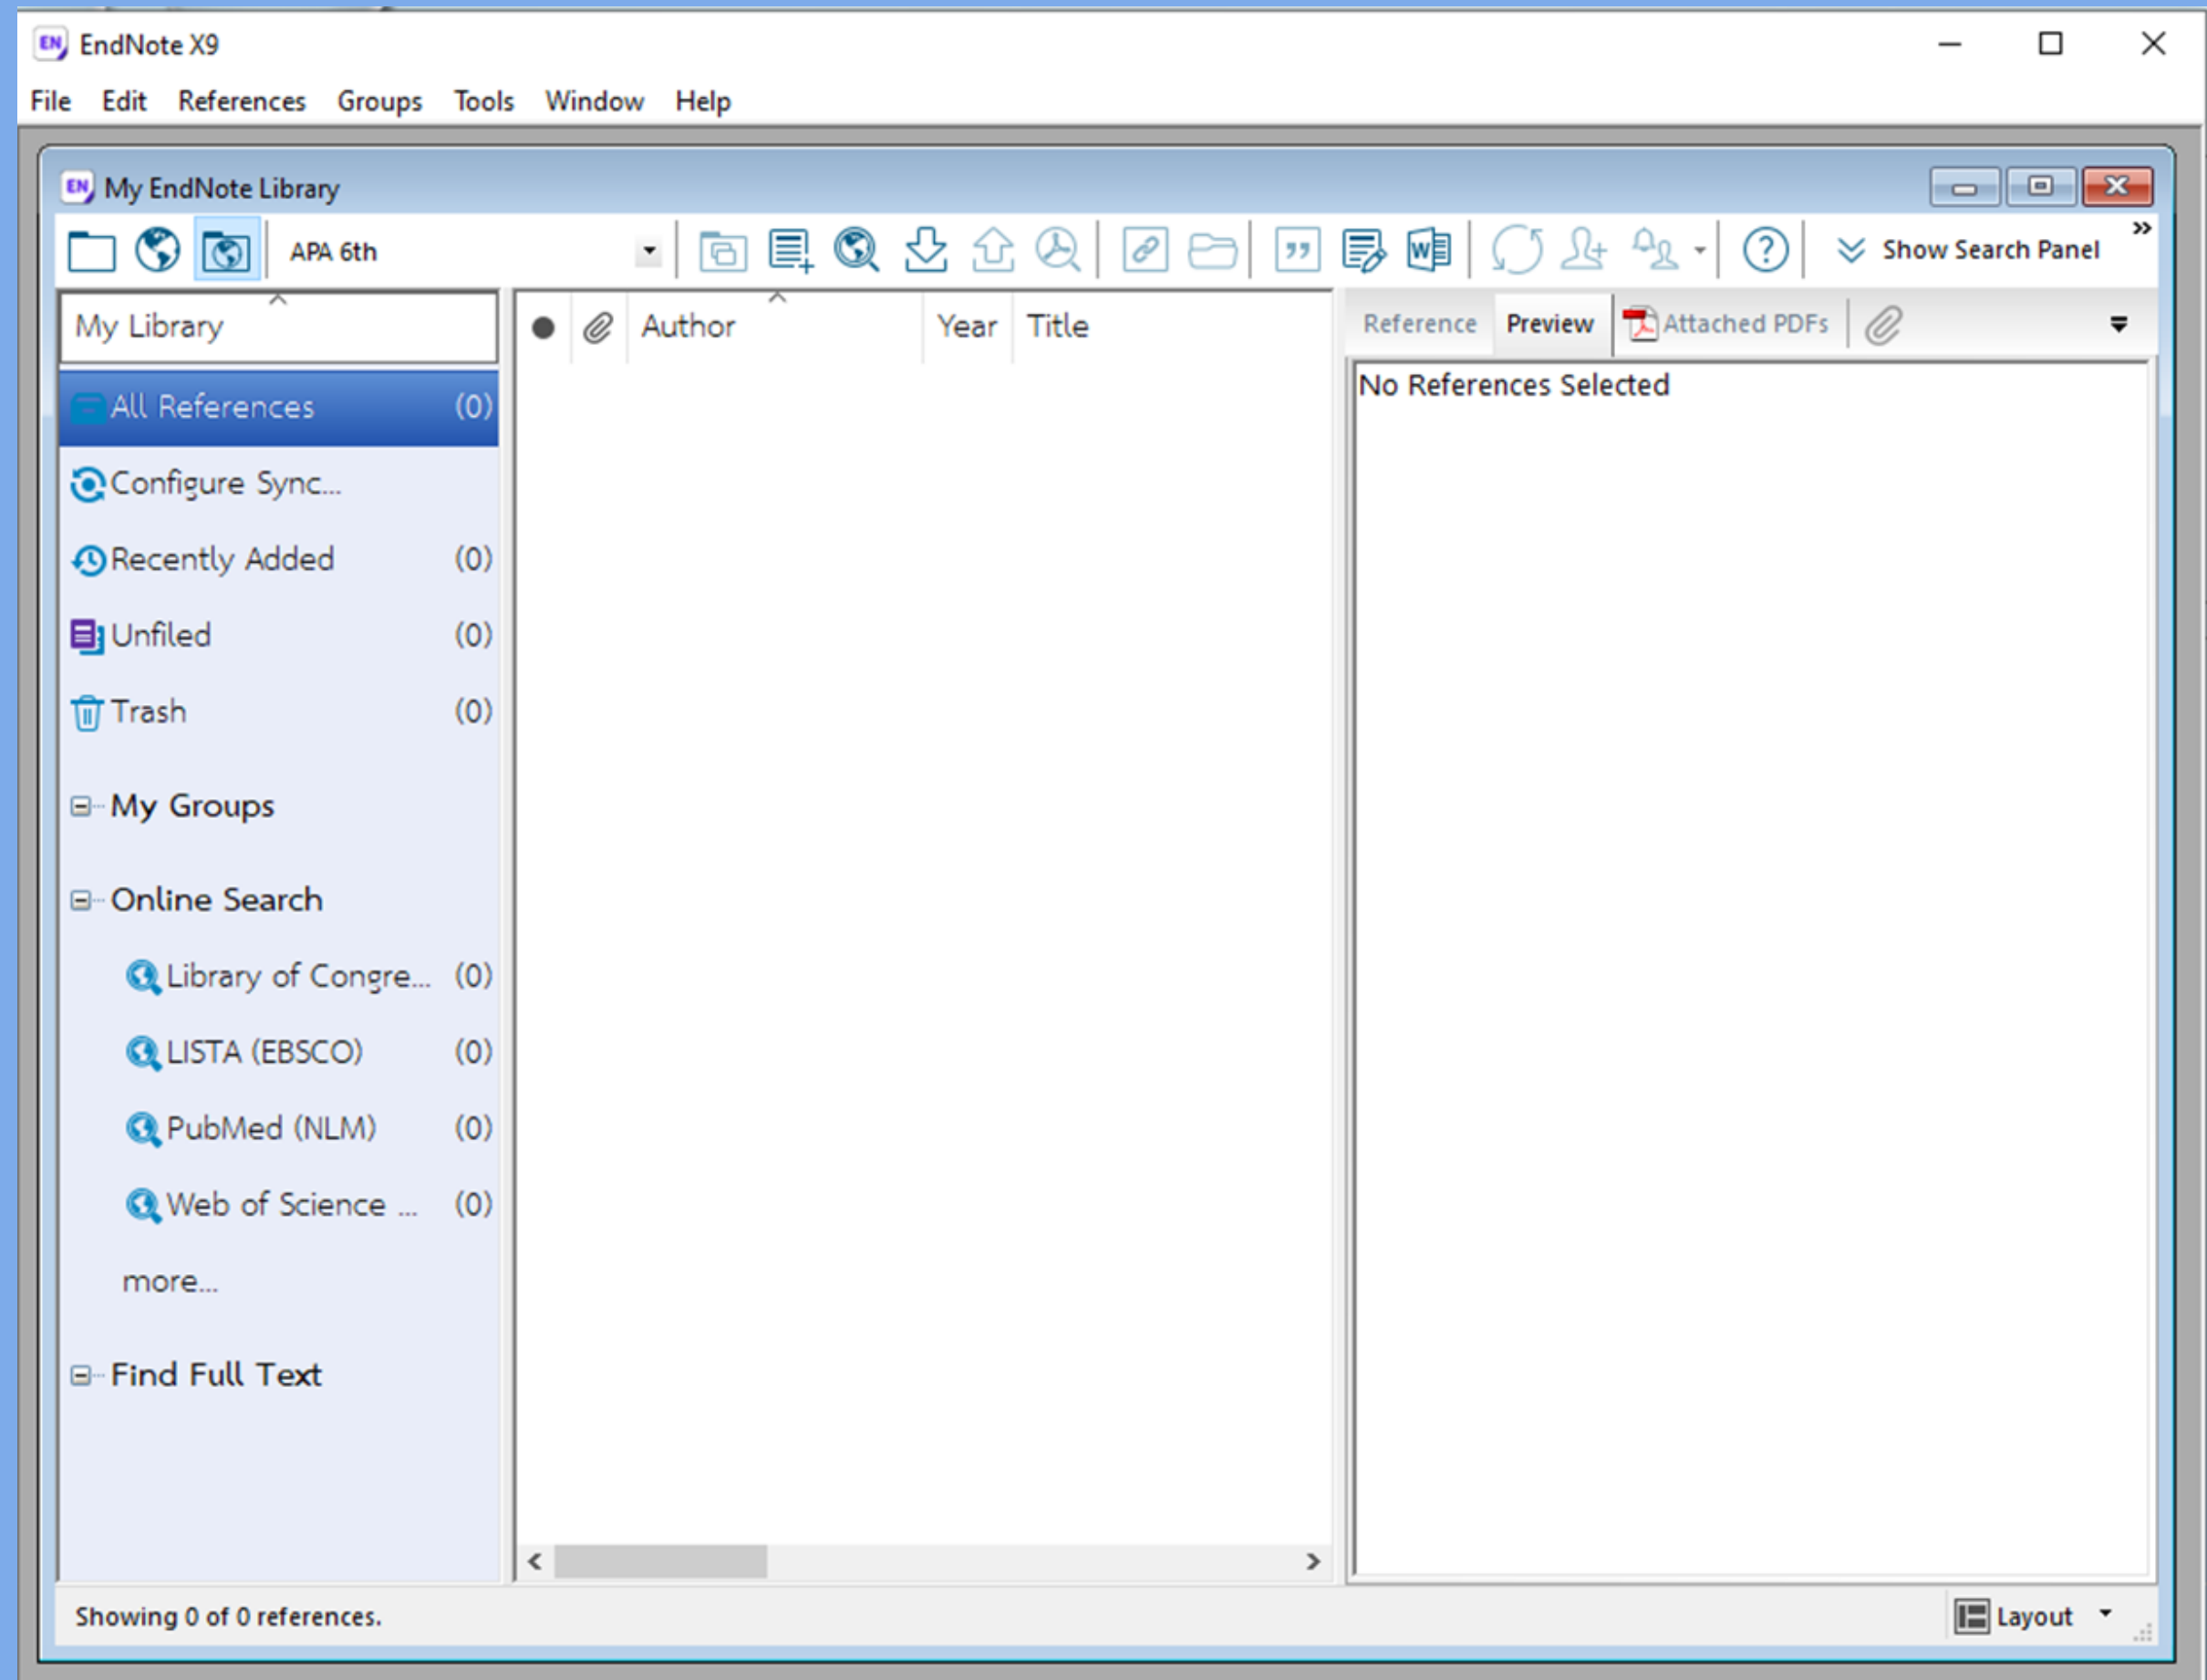 EN EndNote X9
File Edit References Groups Tools Window Help
EN My EndNote Library
APA 6th
Show Search Panel
My Library
All References (0)
Configure Sync...
Recently Added (0)
Unfiled (0)
Trash (0)
My Groups
Online Search
Library of Congre... (0)
LISTA (EBSCO) (0)
PubMed (NLM) (0)
Web of Science ... (0)
more...
Find Full Text
Author Year Title
Reference Preview Attached PDFs
No References Selected
Showing 0 of 0 references.
Layout